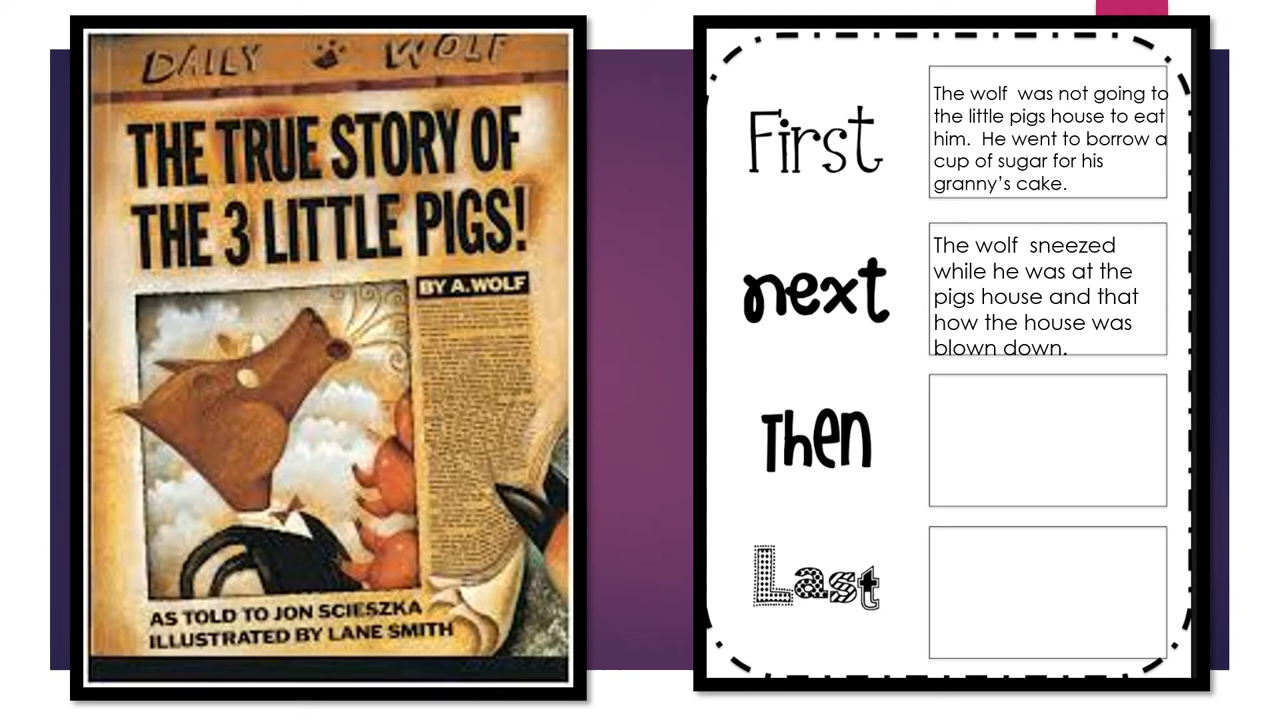 DAILY WOLF
THE TRUE STORY OF
THE 3 LITTLE PIGS!
BY A. WOLF
AS TOLD TO JON SCIESZKA
ILLUSTRATED BY LANE SMITH
First
The wolf was not going to
the little pigs house to eat
him. He went to borrow a
cup of sugar for his
granny’s cake.
next
The wolf sneezed
while he was at the
pigs house and that
how the house was
blown down.
Then
Last